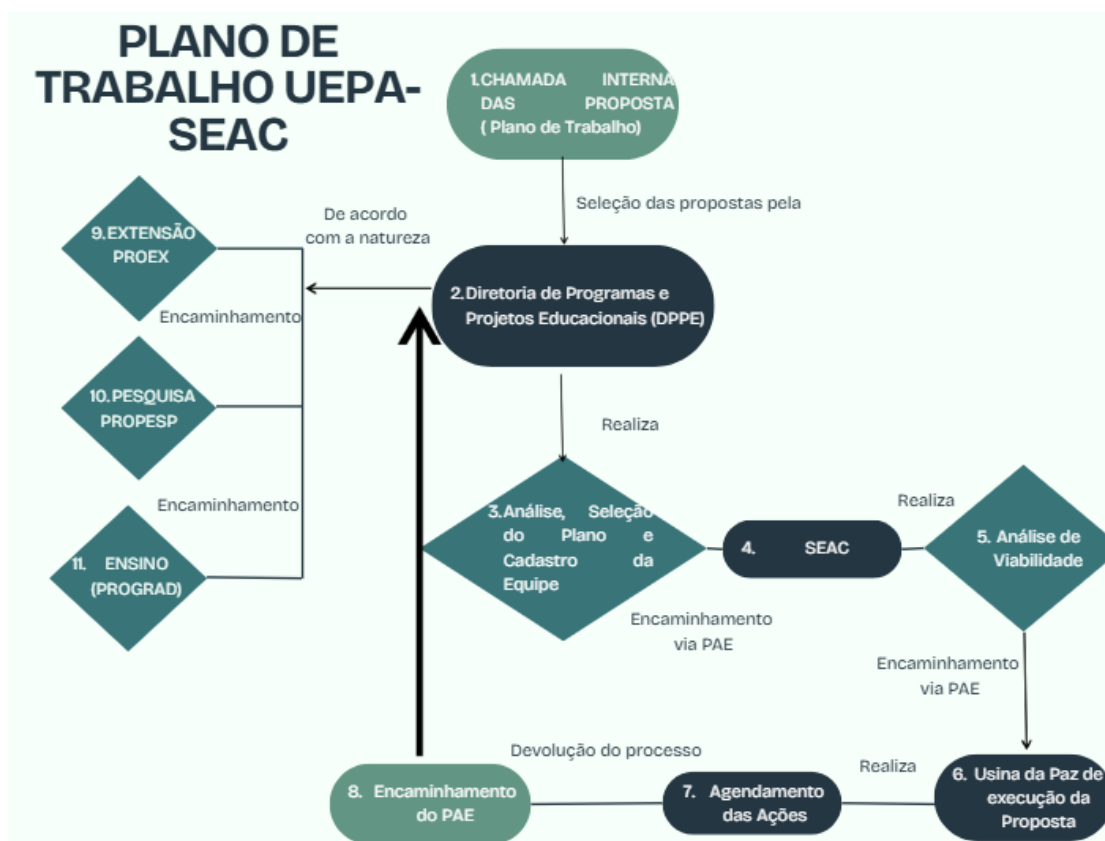 PLANO DE
TRABALHO UEPA-
SEAC
1.CHAMADA INTERNA
DAS PROPOSTA
( Plano de Trabalho)
Seleção das propostas pela
De acordo
com a natureza
2.Diretoria de Programas e
Projetos Educacionais (DPPE)
9.EXTENSÃO
PROEX
Encaminhamento
10.PESQUISA
PROPESP
Encaminhamento
11. ENSINO
(PROGRAD)
Realiza
3.Análise, Seleção
do Plano e
Cadastro da
Equipe
4. SEAC
Realiza
5. Análise de
Viabilidade
Encaminhamento
via PAE
Encaminhamento
via PAE
6. Usina da Paz de
execução da
Proposta
Realiza
7. Agendamento
das Ações
Devolução do processo
8. Encaminhamento
do PAE